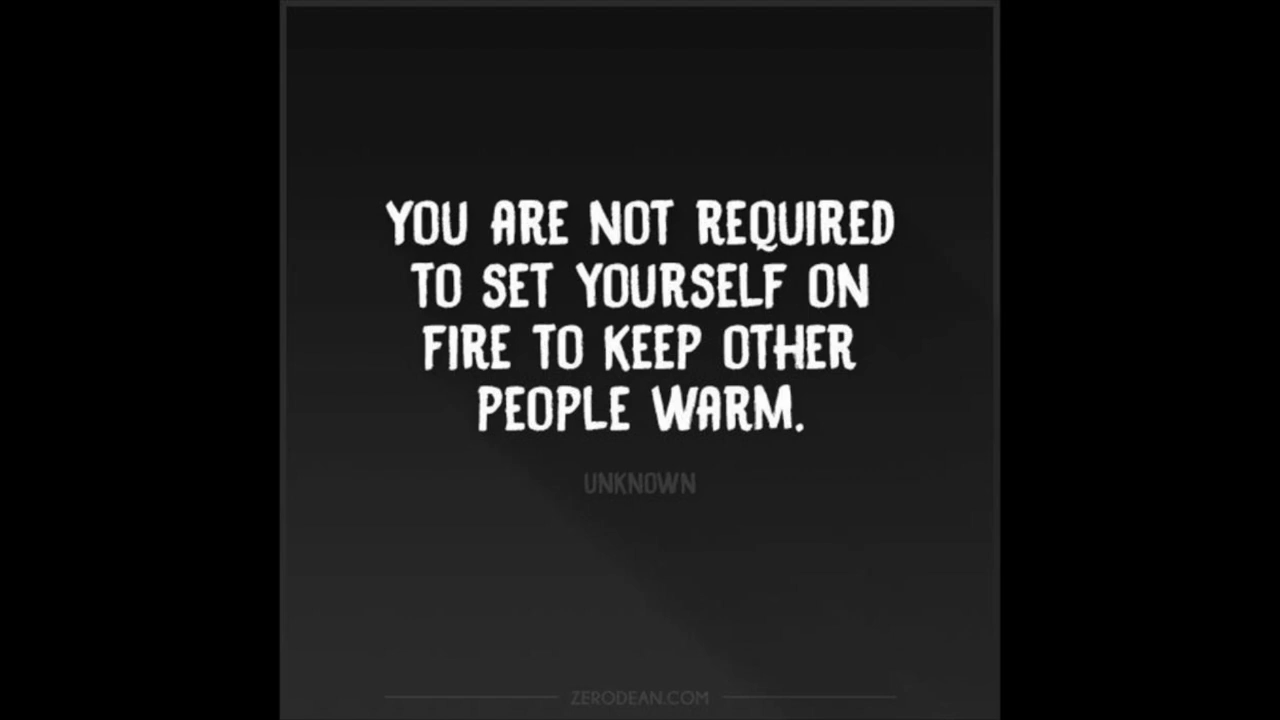 YOU ARE NOT REQUIRED
TO SET YOURSELF ON
FIRE TO KEEP OTHER
PEOPLE WARM.
UNKNOWN
ZERODEAN.COM